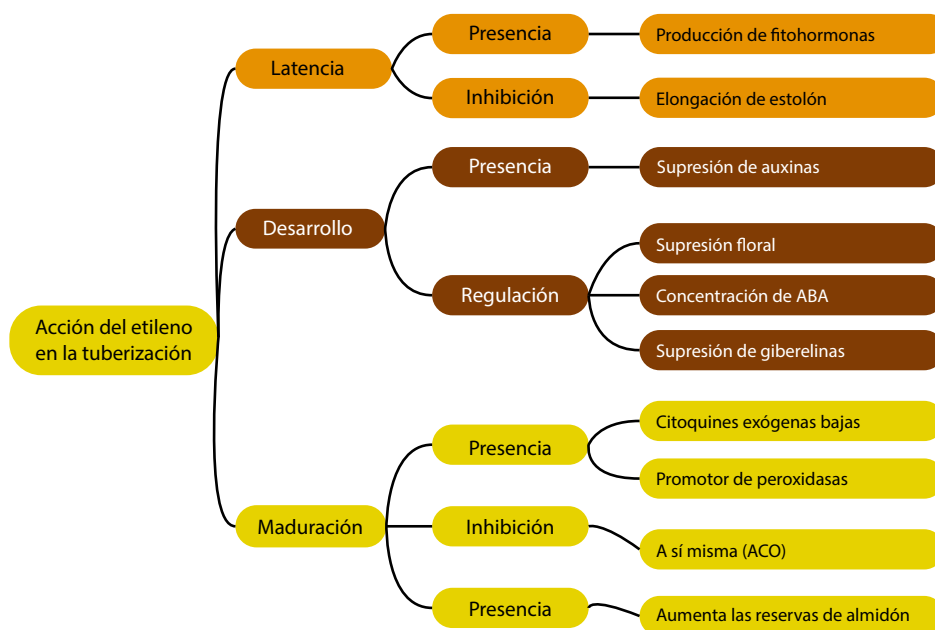 Acción del etileno
en la tuberización
Latencia
Presencia
Producción de fitohormonas
Inhibición
Elongación de estolón
Desarrollo
Presencia
Supresión de auxinas
Regulación
Supresión floral
Concentración de ABA
Supresión de giberelinas
Maduración
Presencia
Citoquines exógenas bajas
Promotor de peroxidasas
Inhibición
A sí misma (ACO)
Presencia
Aumenta las reservas de almidón